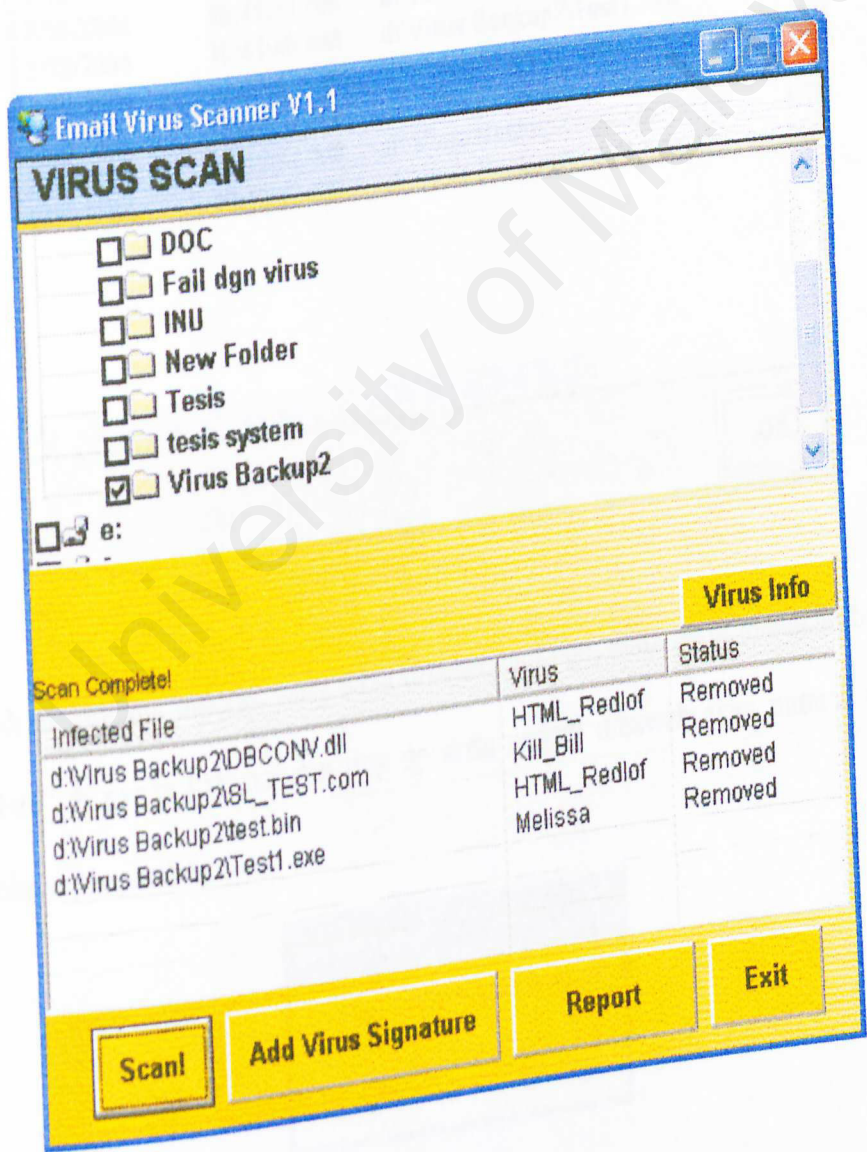 Email Virus Scanner V1.1
VIRUS SCAN
DOC
Fail dgn virus
INU
New Folder
Tesis
tesis system
Virus Backup2
e:
Virus Info
Scan Complete!
Infected File Virus Status
d:\Virus Backup2\DBCONV.dll HTML_Redlof Removed
d:\Virus Backup2\SL_TEST.com Kill_Bill Removed
d:\Virus Backup2\test.bin HTML_Redlof Removed
d:\Virus Backup2\Test1.exe Melissa Removed
Scan!
Add Virus Signature
Report
Exit
University of Mala